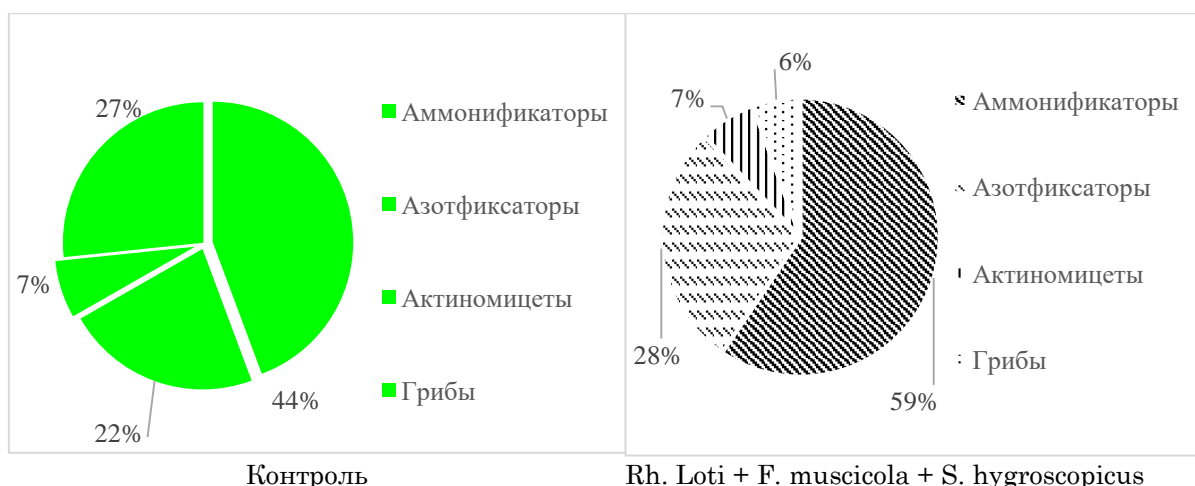 27%
7%
22%
44%
Аммонификаторы
Азотфиксаторы
Актиномицеты
Грибы
6%
7%
28%
59%
Аммонификаторы
Азотфиксаторы
Актиномицеты
Грибы
Контроль
Rh. Loti + F. muscicola + S. hygroscopicus